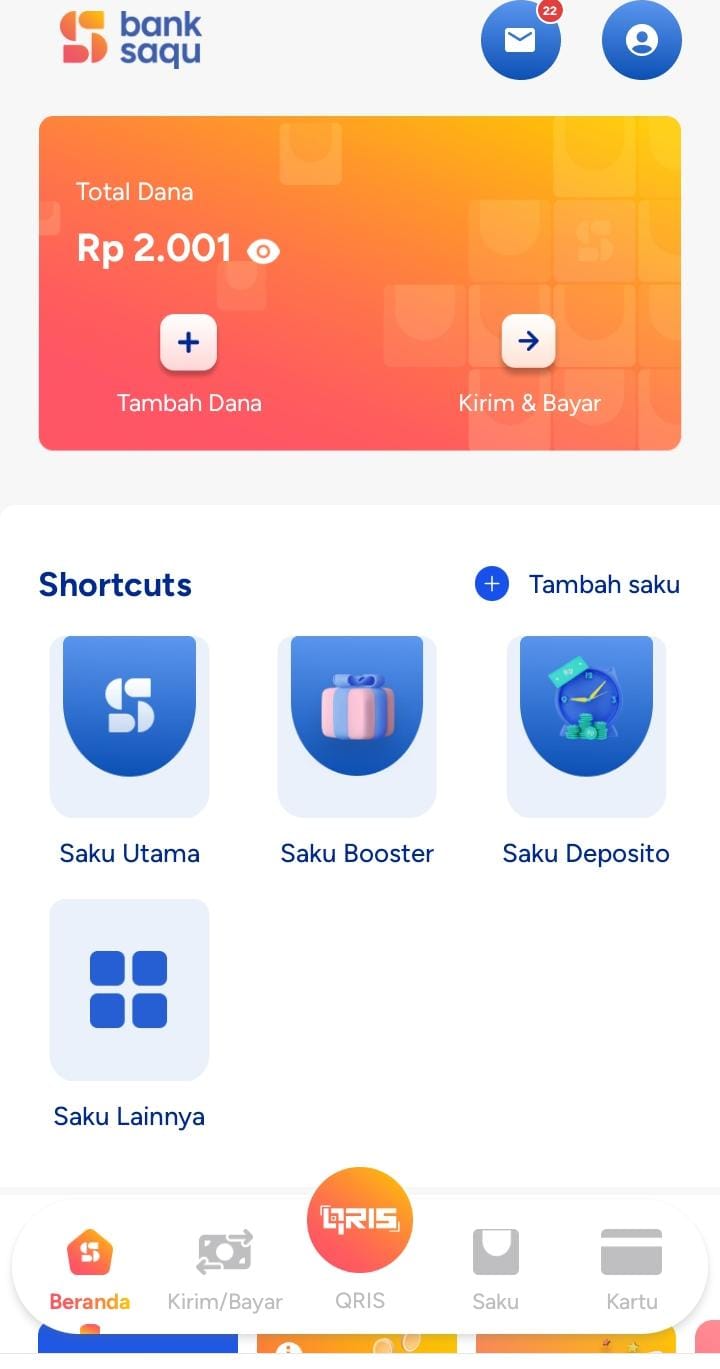 bank
saqu
22
Total Dana
Rp 2.001
Tambah Dana
Kirim & Bayar
Shortcuts
Tambah saku
Saku Utama
Saku Booster
Saku Deposito
Saku Lainnya
QRIS
Beranda
Kirim/Bayar
QRIS
Saku
Kartu